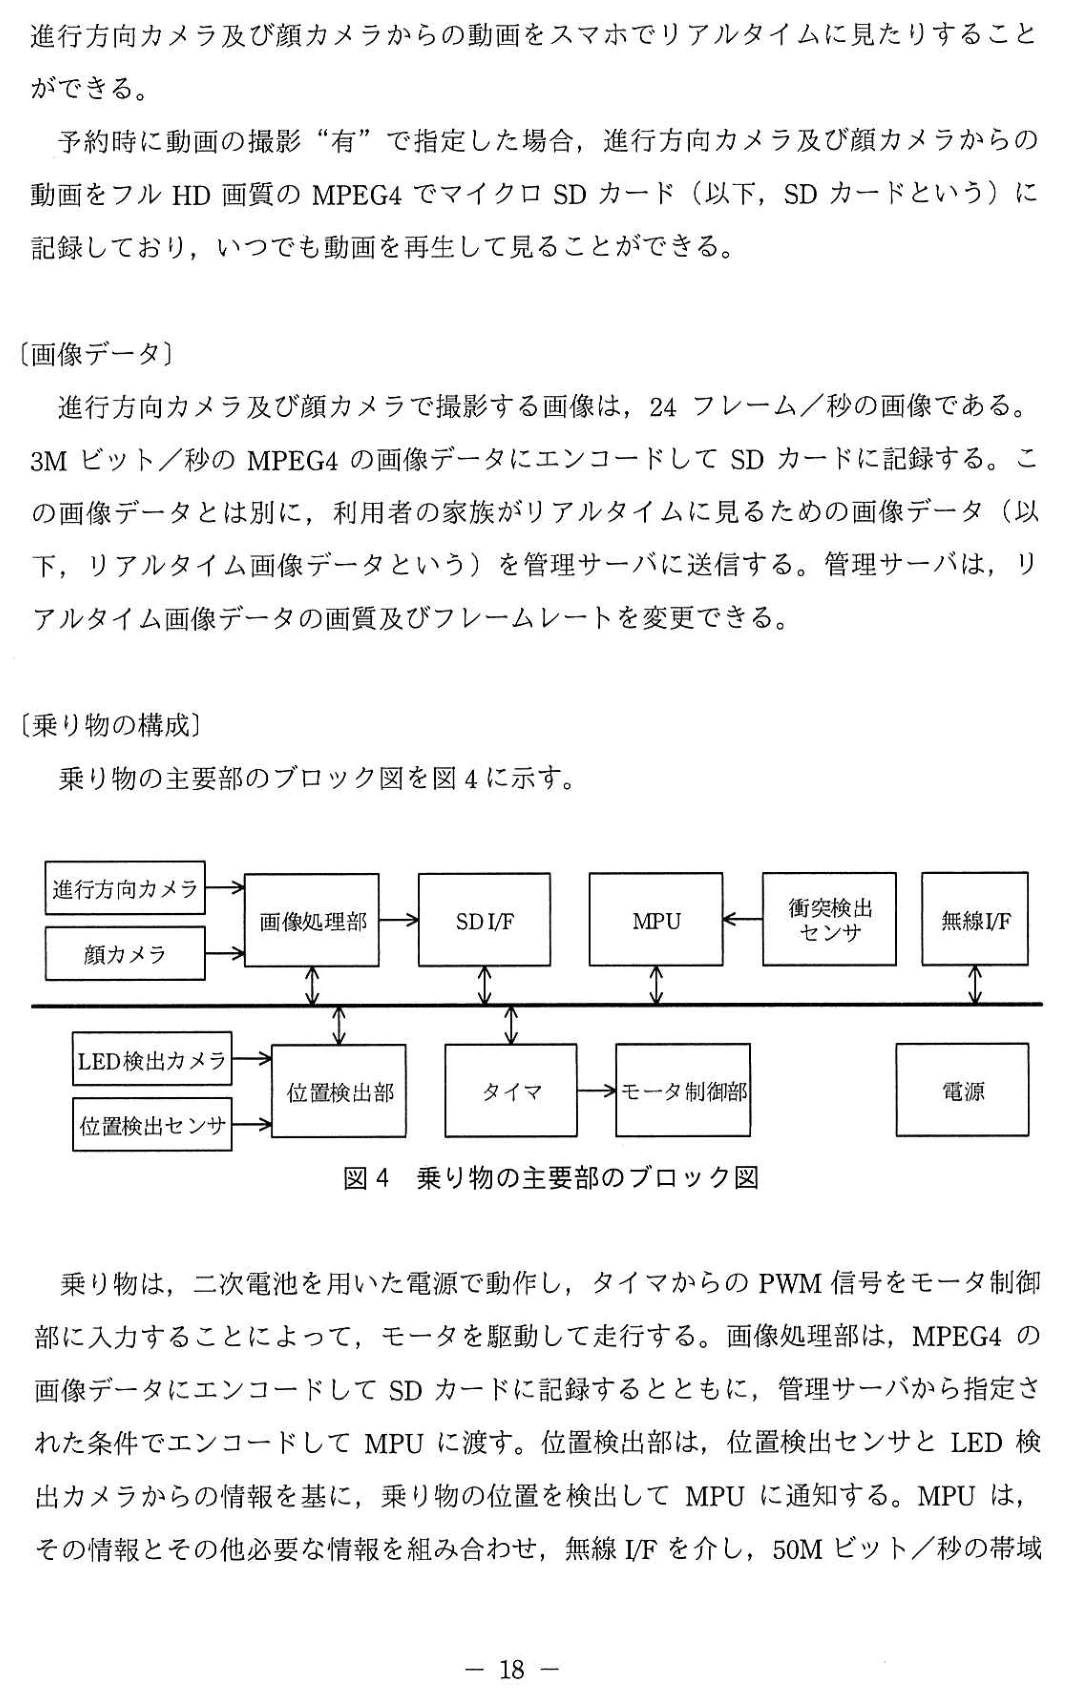 進行方向カメラ及び顔カメラからの動画をスマホでリアルタイムに見たりすること
ができる。
予約時に動画の撮影“有”で指定した場合，進行方向カメラ及び顔カメラからの
動画をフル HD 画質の MPEG4 でマイクロ SD カード（以下，SD カードという）に
記録しており，いつでも動画を再生して見ることができる。
〔画像データ〕
進行方向カメラ及び顔カメラで撮影する画像は，24 フレーム／秒の画像である。
3M ビット／秒の MPEG4 の画像データにエンコードして SD カードに記録する。こ
の画像データとは別に，利用者の家族がリアルタイムに見るための画像データ（以
下，リアルタイム画像データという）を管理サーバに送信する。管理サーバは，リ
アルタイム画像データの画質及びフレームレートを変更できる。
〔乗り物の構成〕
乗り物の主要部のブロック図を図 4 に示す。
進行方向カメラ
顔カメラ
画像処理部
SD I/F
MPU
衝突検出
センサ
無線I/F
LED検出カメラ
位置検出センサ
位置検出部
タイマ
モータ制御部
電源
図 4　乗り物の主要部のブロック図
乗り物は，二次電池を用いた電源で動作し，タイマからの PWM 信号をモータ制御
部に入力することによって，モータを駆動して走行する。画像処理部は，MPEG4 の
画像データにエンコードして SD カードに記録するとともに，管理サーバから指定さ
れた条件でエンコードして MPU に渡す。位置検出部は，位置検出センサと LED 検
出カメラからの情報を基に，乗り物の位置を検出して MPU に通知する。MPU は，
その情報とその他必要な情報を組み合わせ，無線 I/F を介し，50M ビット／秒の帯域
－ 18 －